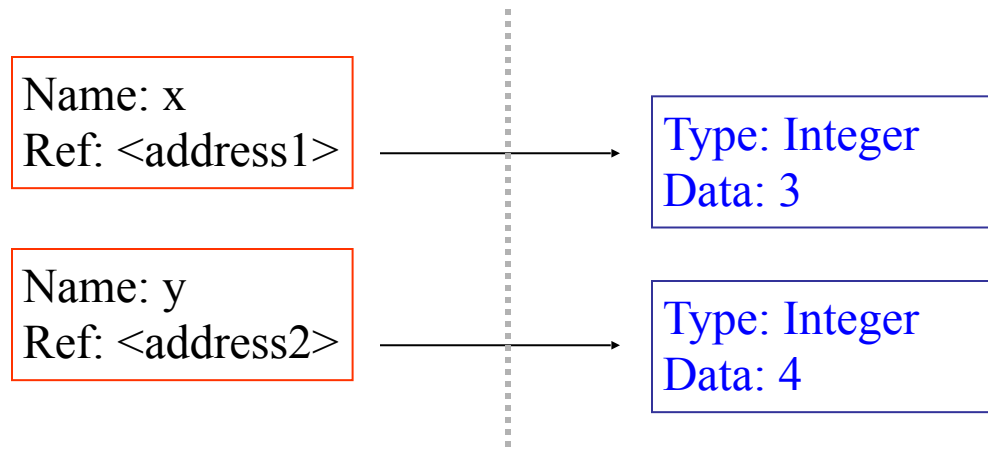 Name: x
Ref: <address1>
Type: Integer
Data: 3
Name: y
Ref: <address2>
Type: Integer
Data: 4